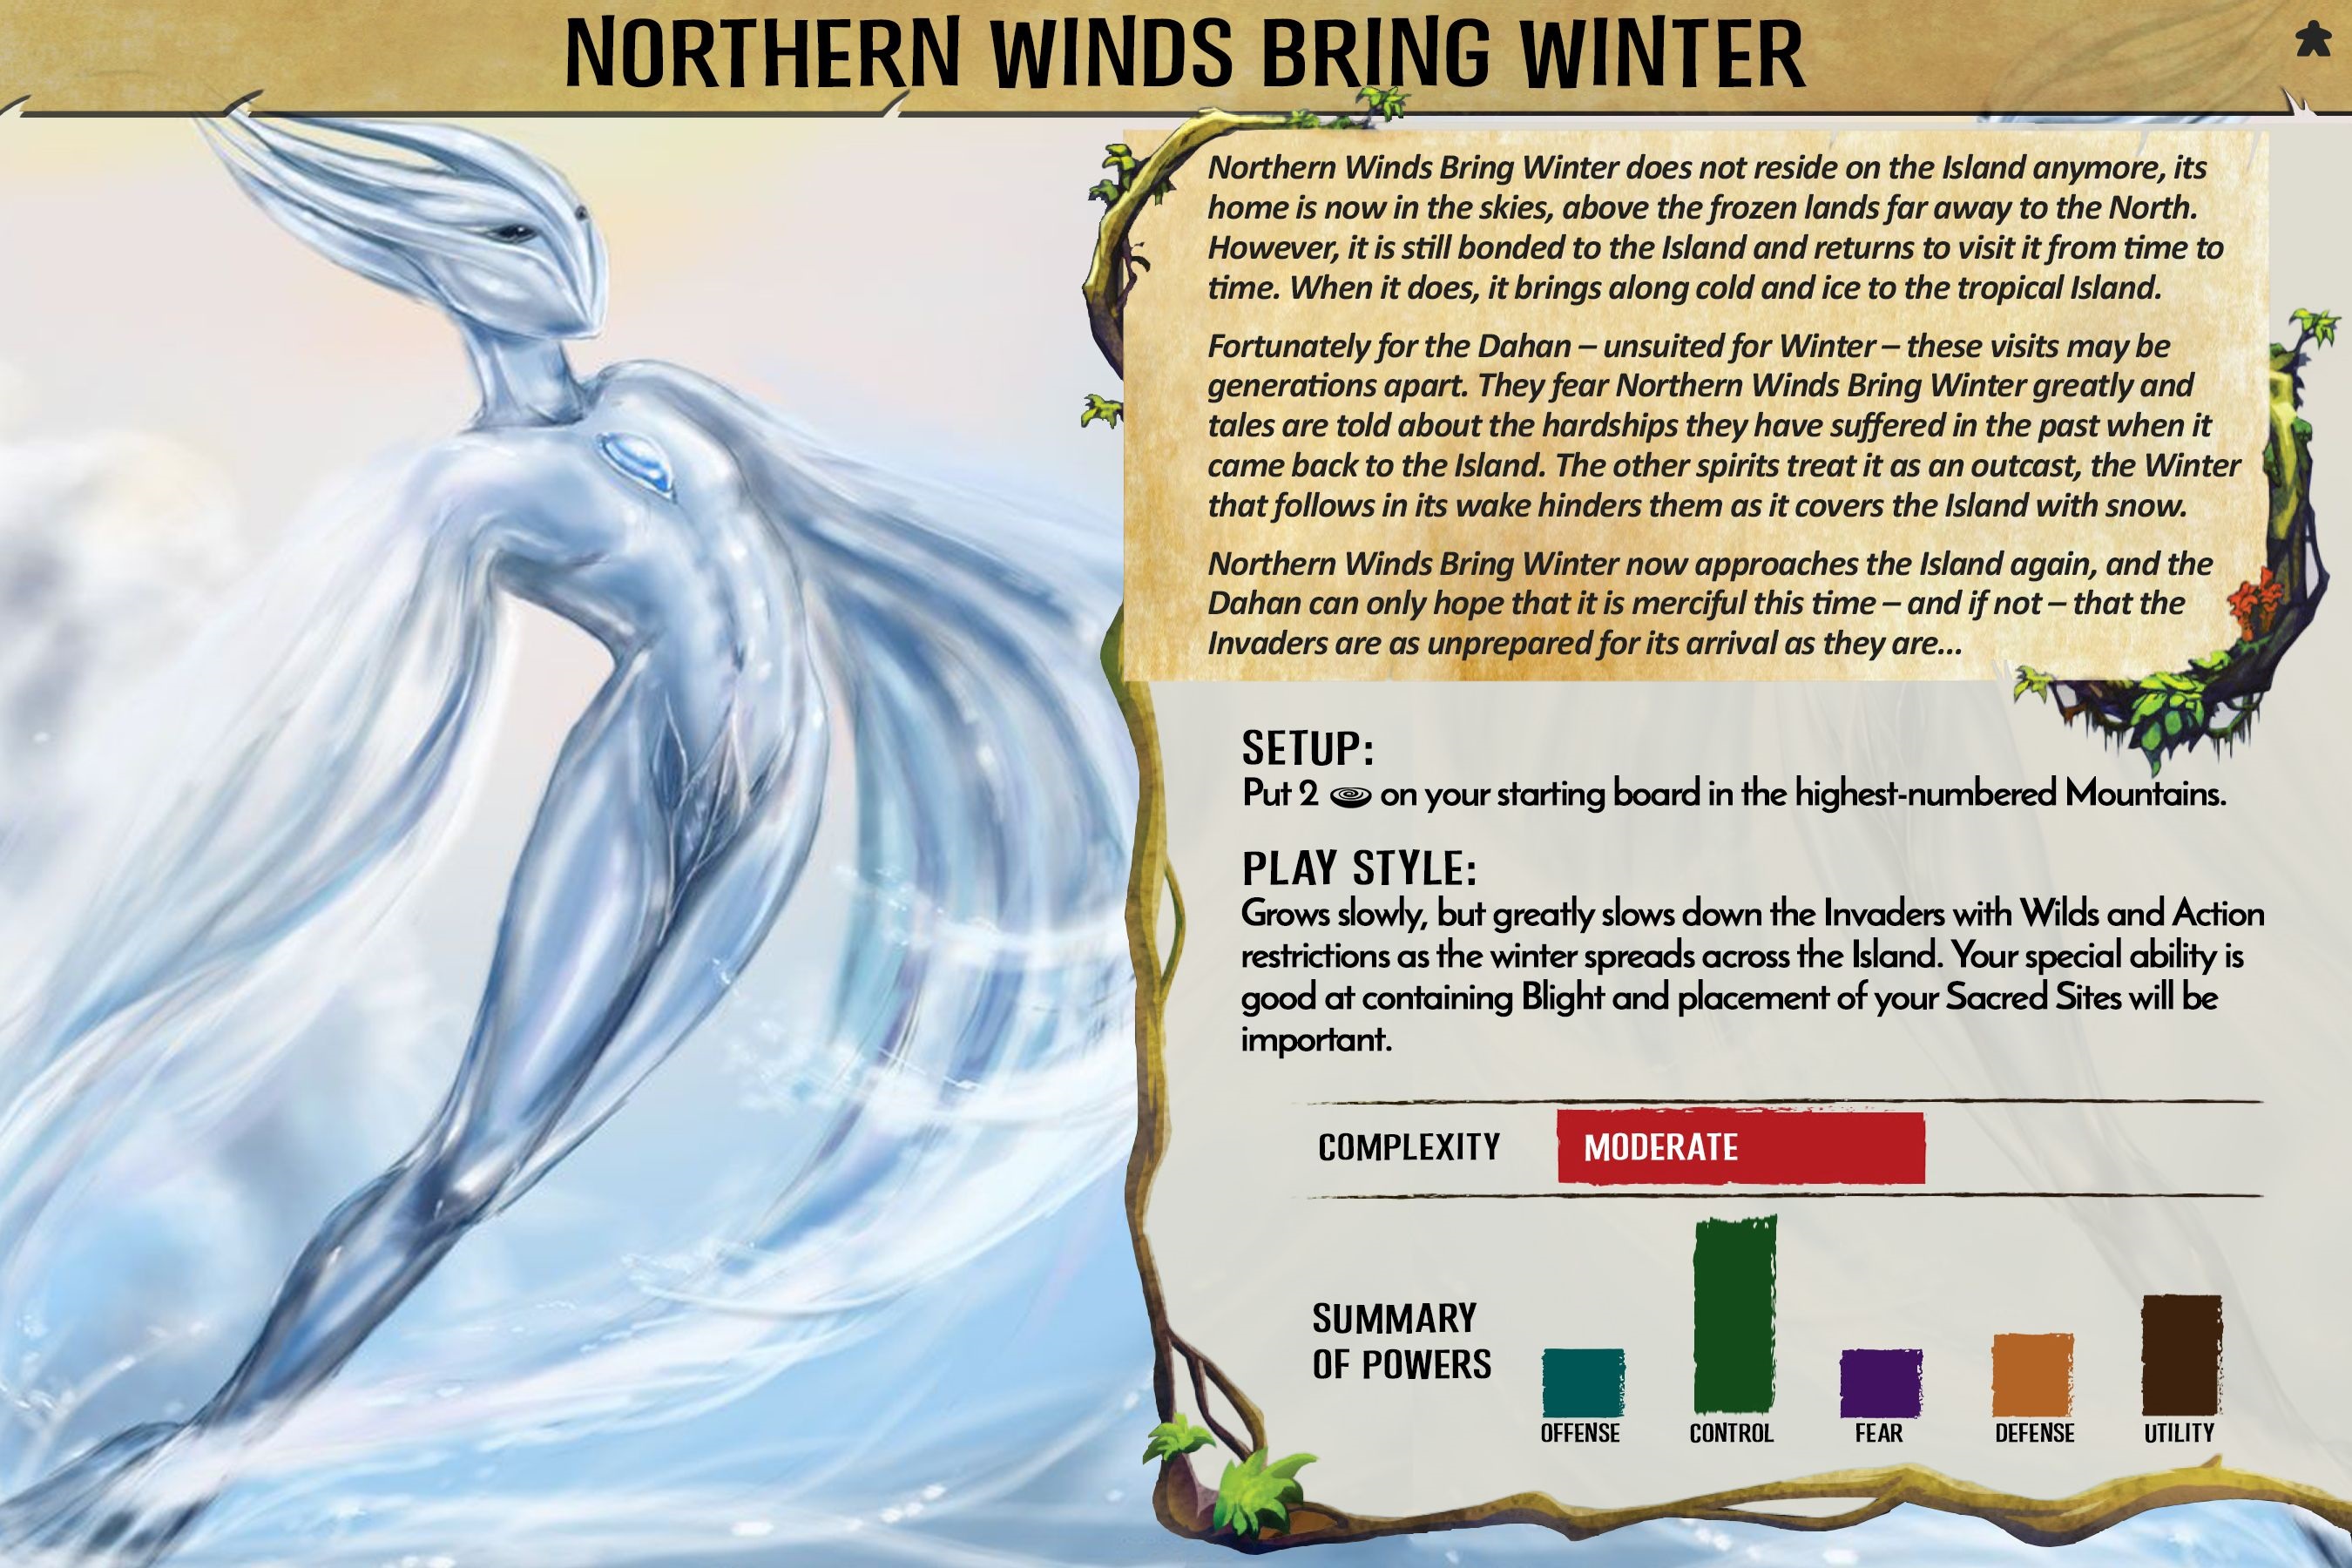 NORTHERN WINDS BRING WINTER
Northern Winds Bring Winter does not reside on the Island anymore, its
home is now in the skies, above the frozen lands far away to the North.
However, it is still bonded to the Island and returns to visit it from time to
time. When it does, it brings along cold and ice to the tropical Island.
Fortunately for the Dahan – unsuited for Winter – these visits may be
generations apart. They fear Northern Winds Bring Winter greatly and
tales are told about the hardships they have suffered in the past when it
came back to the Island. The other spirits treat it as an outcast, the Winter
that follows in its wake hinders them as it covers the Island with snow.
Northern Winds Bring Winter now approaches the Island again, and the
Dahan can only hope that it is merciful this time – and if not – that the
Invaders are as unprepared for its arrival as they are...
SETUP:
Put 2 on your starting board in the highest-numbered Mountains.
PLAY STYLE:
Grows slowly, but greatly slows down the Invaders with Wilds and Action
restrictions as the winter spreads across the Island. Your special ability is
good at containing Blight and placement of your Sacred Sites will be
important.
COMPLEXITY MODERATE
SUMMARY
OF POWERS
OFFENSE CONTROL FEAR DEFENSE UTILITY